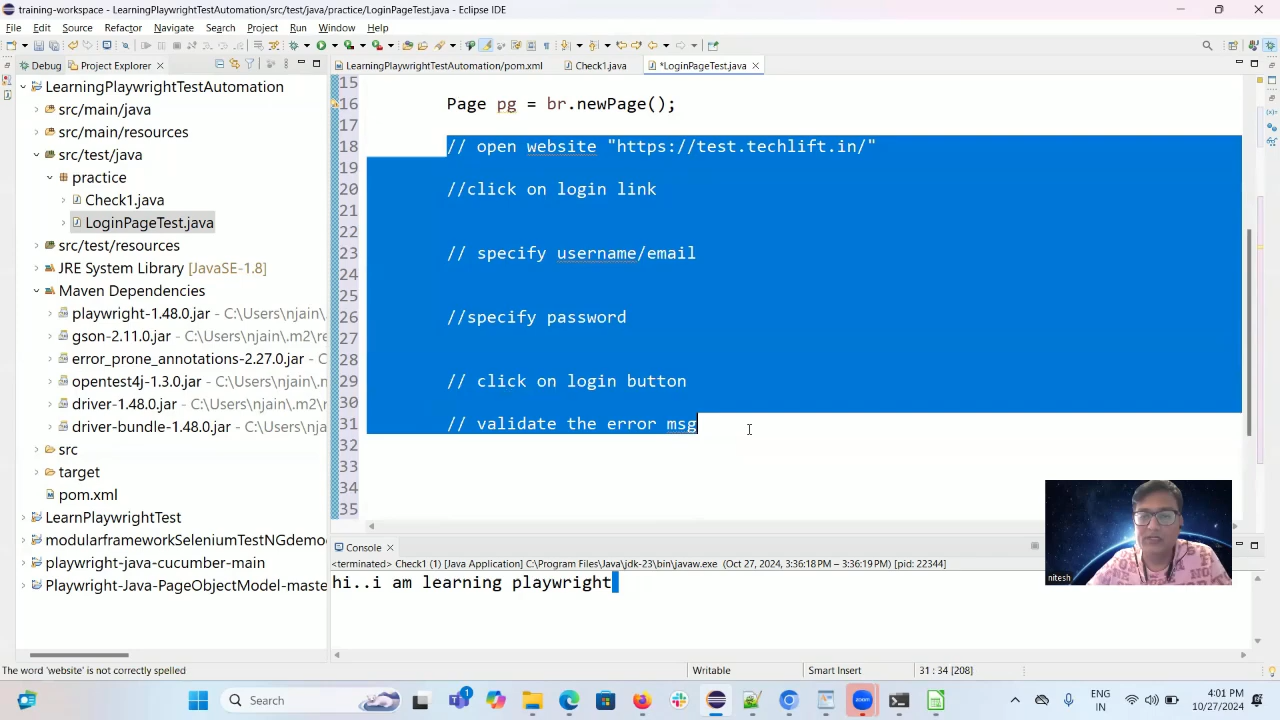 training-workspace - LearningPlaywrightTestAutomation/src/test/java/practice/LoginPageTest.java - Eclipse IDE
File Edit Source Refactor Navigate Search Project Run Window Help
Debug Project Explorer
LearningPlaywrightTestAutomation/pom.xml Check1.java *LoginPageTest.java
LearningPlaywrightTestAutomation
src/main/java
src/main/resources
src/test/java
practice
Check1.java
LoginPageTest.java
src/test/resources
JRE System Library [JavaSE-1.8]
Maven Dependencies
playwright-1.48.0.jar - C:\Users\njain\.
gson-2.11.0.jar - C:\Users\njain\.m2\re
error_prone_annotations-2.27.0.jar - C
opentest4j-1.3.0.jar - C:\Users\njain\.r
driver-1.48.0.jar - C:\Users\njain\.m2\
driver-bundle-1.48.0.jar - C:\Users\nja
src
target
pom.xml
LearnPlaywrightTest
modularframeworkSeleniumTestNGdemo
playwright-java-cucumber-main
Playwright-Java-PageObjectModel-maste
15
16 Page pg = br.newPage();
17
18 // open website "https://test.techlift.in/"
19
20 //click on login link
21
22
23 // specify username/email
24
25
26 //specify password
27
28
29 // click on login button
30
31 // validate the error msg
32
33
34
35
Console
<terminated> Check1 (1) [Java Application] C:\Program Files\Java\jdk-23\bin\javaw.exe (Oct 27, 2024, 3:36:18 PM – 3:36:19 PM) [pid: 22344]
hi..i am learning playwright
nitesh
The word 'website' is not correctly spelled Writable Smart Insert 31 : 34 [208]
Search
1
zoom
ENG
IN
4:01 PM
10/27/2024